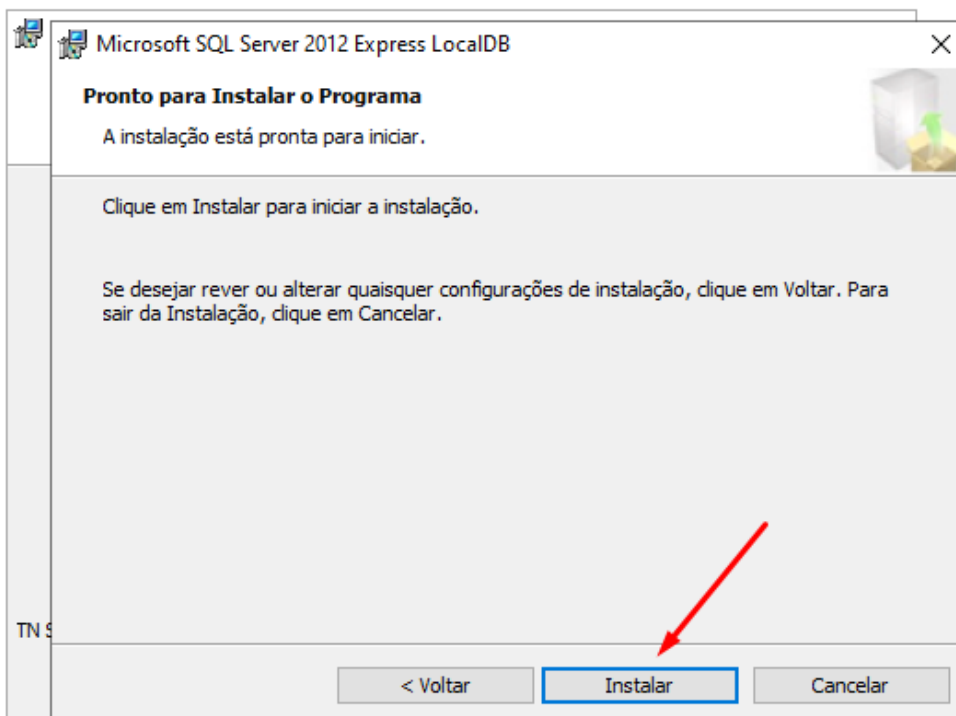 Microsoft SQL Server 2012 Express LocalDB
Pronto para Instalar o Programa
A instalação está pronta para iniciar.
Clique em Instalar para iniciar a instalação.
Se desejar rever ou alterar quaisquer configurações de instalação, clique em Voltar. Para
sair da Instalação, clique em Cancelar.
TN
< Voltar
Instalar
Cancelar